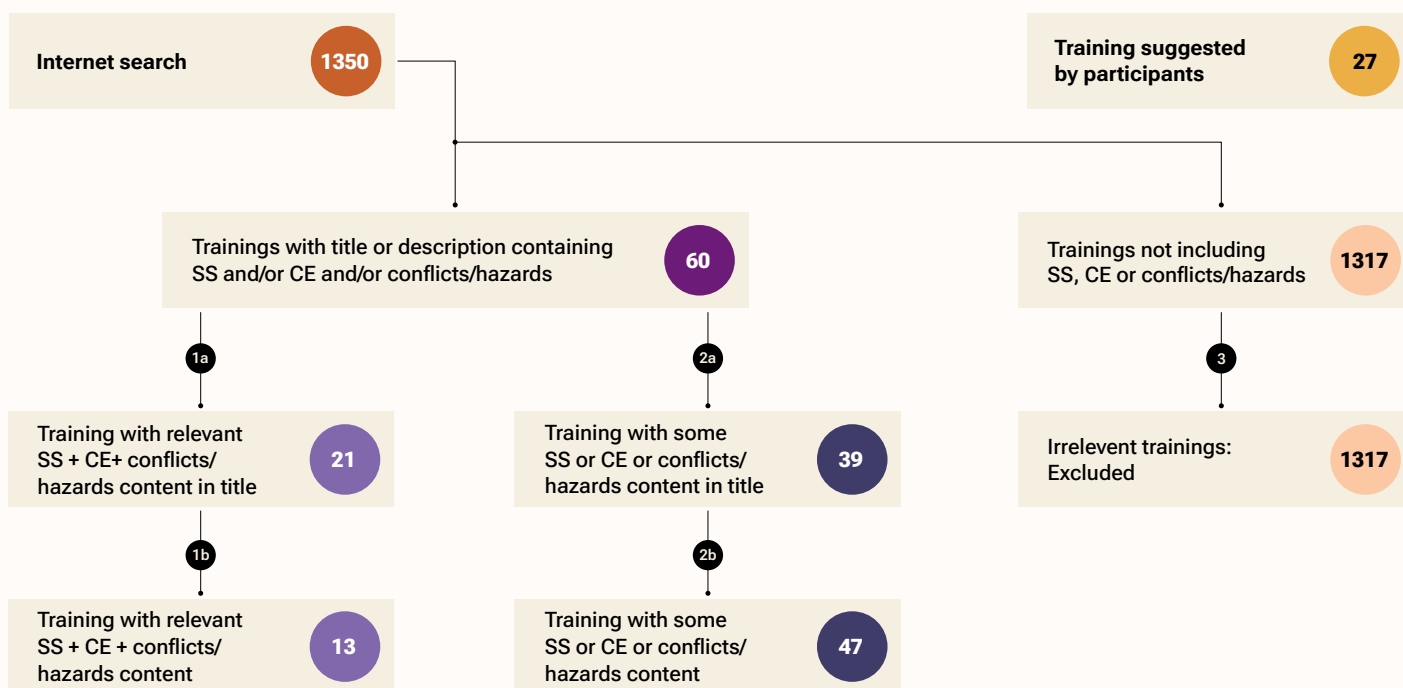 Internet search
1350
Training suggested
by participants
27
Trainings with title or description containing
SS and/or CE and/or conflicts/hazards
60
Trainings not including
SS, CE or conflicts/hazards
1317
1a
2a
3
Training with relevant
SS + CE+ conflicts/
hazards content in title
21
Training with some
SS or CE or conflicts/
hazards content in title
39
Irrelevent trainings:
Excluded
1317
1b
2b
Training with relevant
SS + CE + conflicts/
hazards content
13
Training with some
SS or CE or conflicts/
hazards content
47